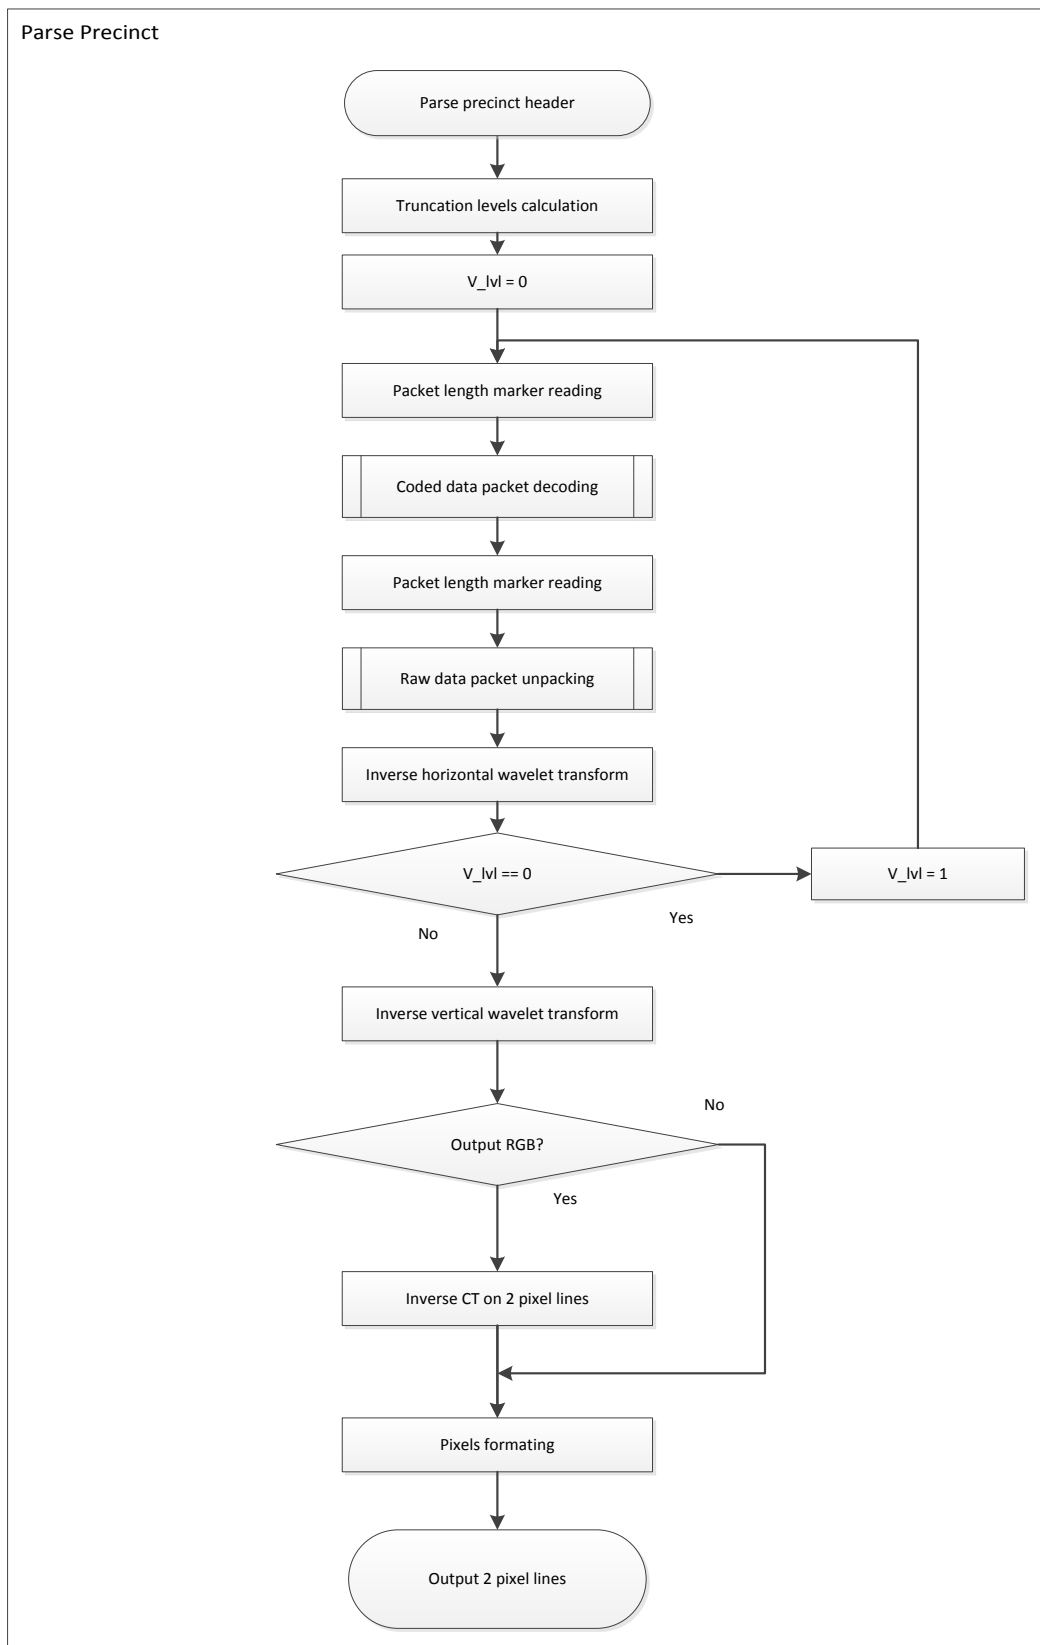 Parse Precinct
Parse precinct header
Truncation levels calculation
V_lvl = 0
Packet length marker reading
Coded data packet decoding
Packet length marker reading
Raw data packet unpacking
Inverse horizontal wavelet transform
V_lvl == 0
V_lvl = 1
Yes
No
Inverse vertical wavelet transform
No
Output RGB?
Yes
Inverse CT on 2 pixel lines
Pixels formating
Output 2 pixel lines